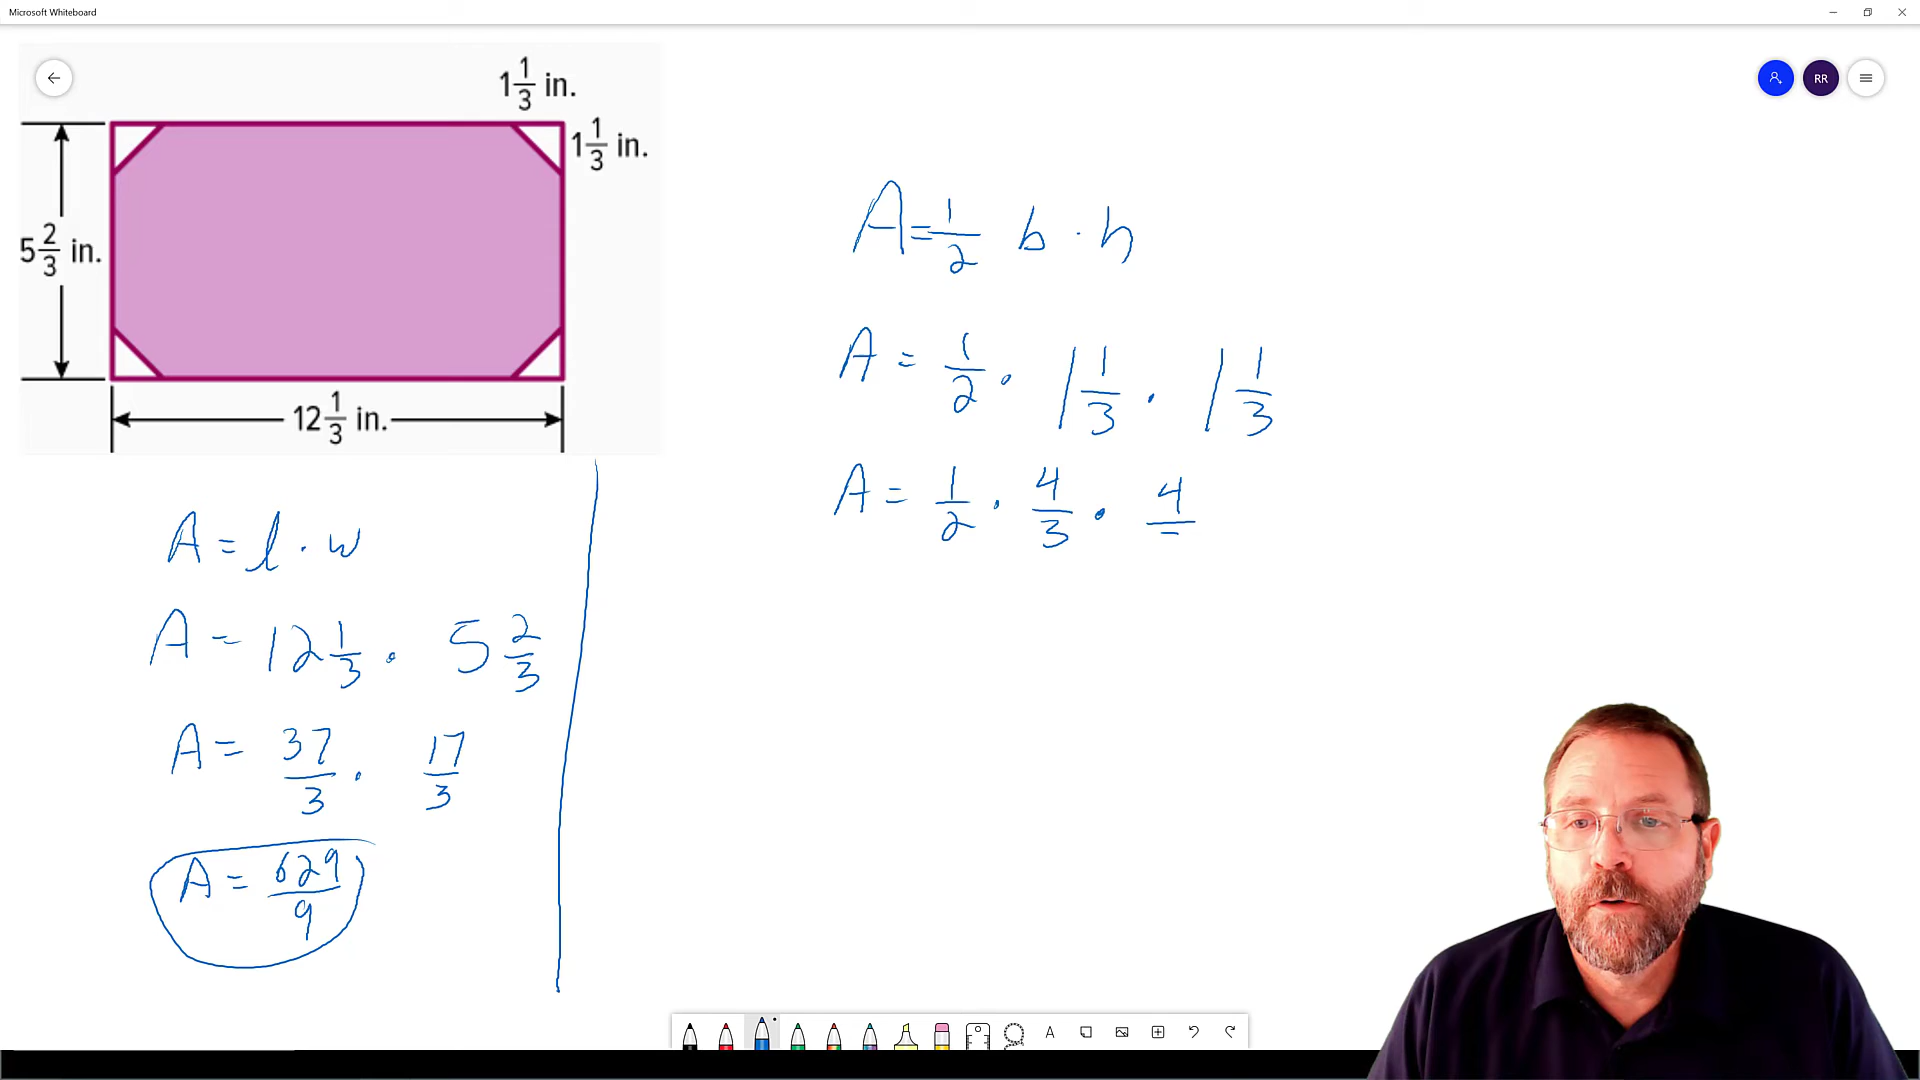 Microsoft Whiteboard
1 1/3 in.
1 1/3 in.
5 2/3 in.
12 1/3 in.
RR
A = l · w
A = 12 1/3 · 5 2/3
A = 37/3 · 17/3
A = 629/9
A = 1/2 b · h
A = 1/2 · 1 1/3 · 1 1/3
A = 1/2 · 4/3 · 4
A